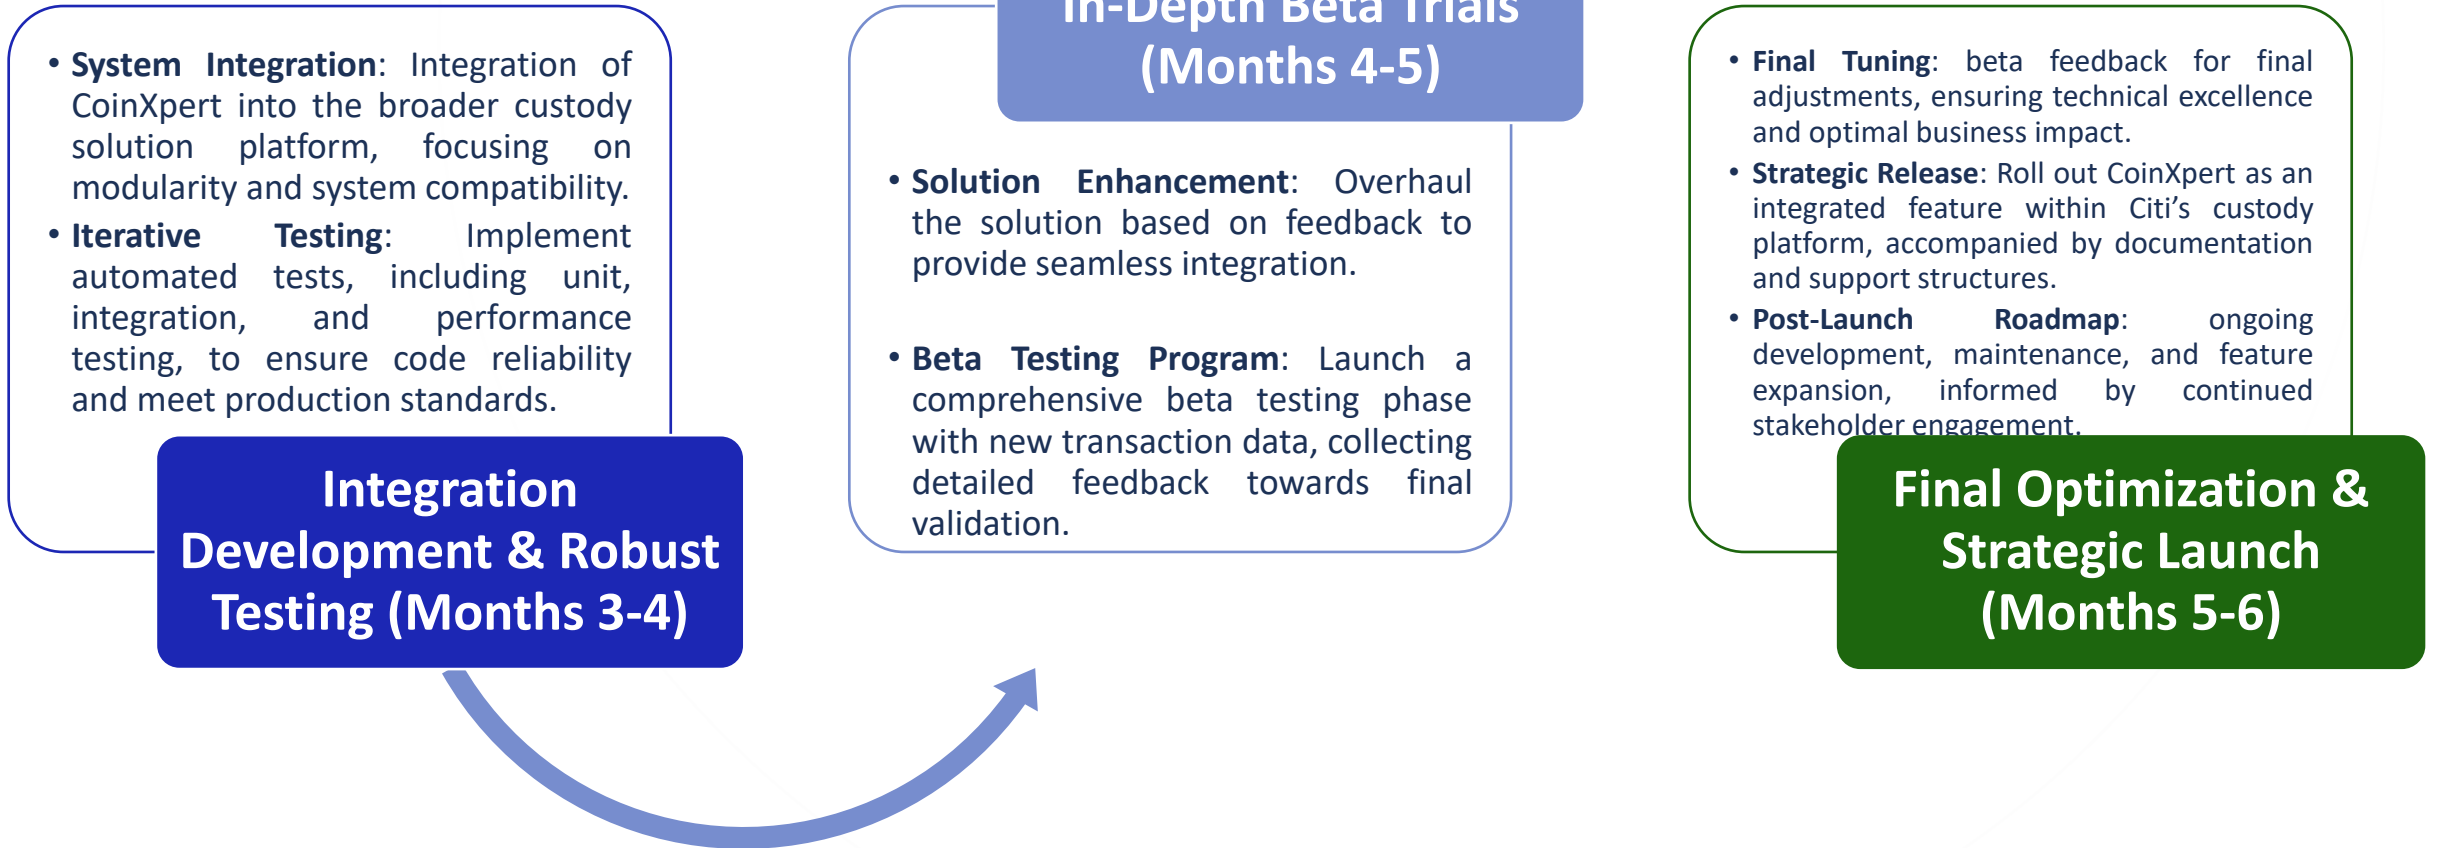 • System Integration: Integration of
CoinXpert into the broader custody
solution platform, focusing on
modularity and system compatibility.
• Iterative Testing: Implement
automated tests, including unit,
integration, and performance
testing, to ensure code reliability
and meet production standards.
Integration
Development & Robust
Testing (Months 3-4)
In-Depth Beta Trials
(Months 4-5)
• Solution Enhancement: Overhaul
the solution based on feedback to
provide seamless integration.
• Beta Testing Program: Launch a
comprehensive beta testing phase
with new transaction data, collecting
detailed feedback towards final
validation.
• Final Tuning: beta feedback for final
adjustments, ensuring technical excellence
and optimal business impact.
• Strategic Release: Roll out CoinXpert as an
integrated feature within Citi’s custody
platform, accompanied by documentation
and support structures.
• Post-Launch Roadmap: ongoing
development, maintenance, and feature
expansion, informed by continued
stakeholder engagement.
Final Optimization &
Strategic Launch
(Months 5-6)